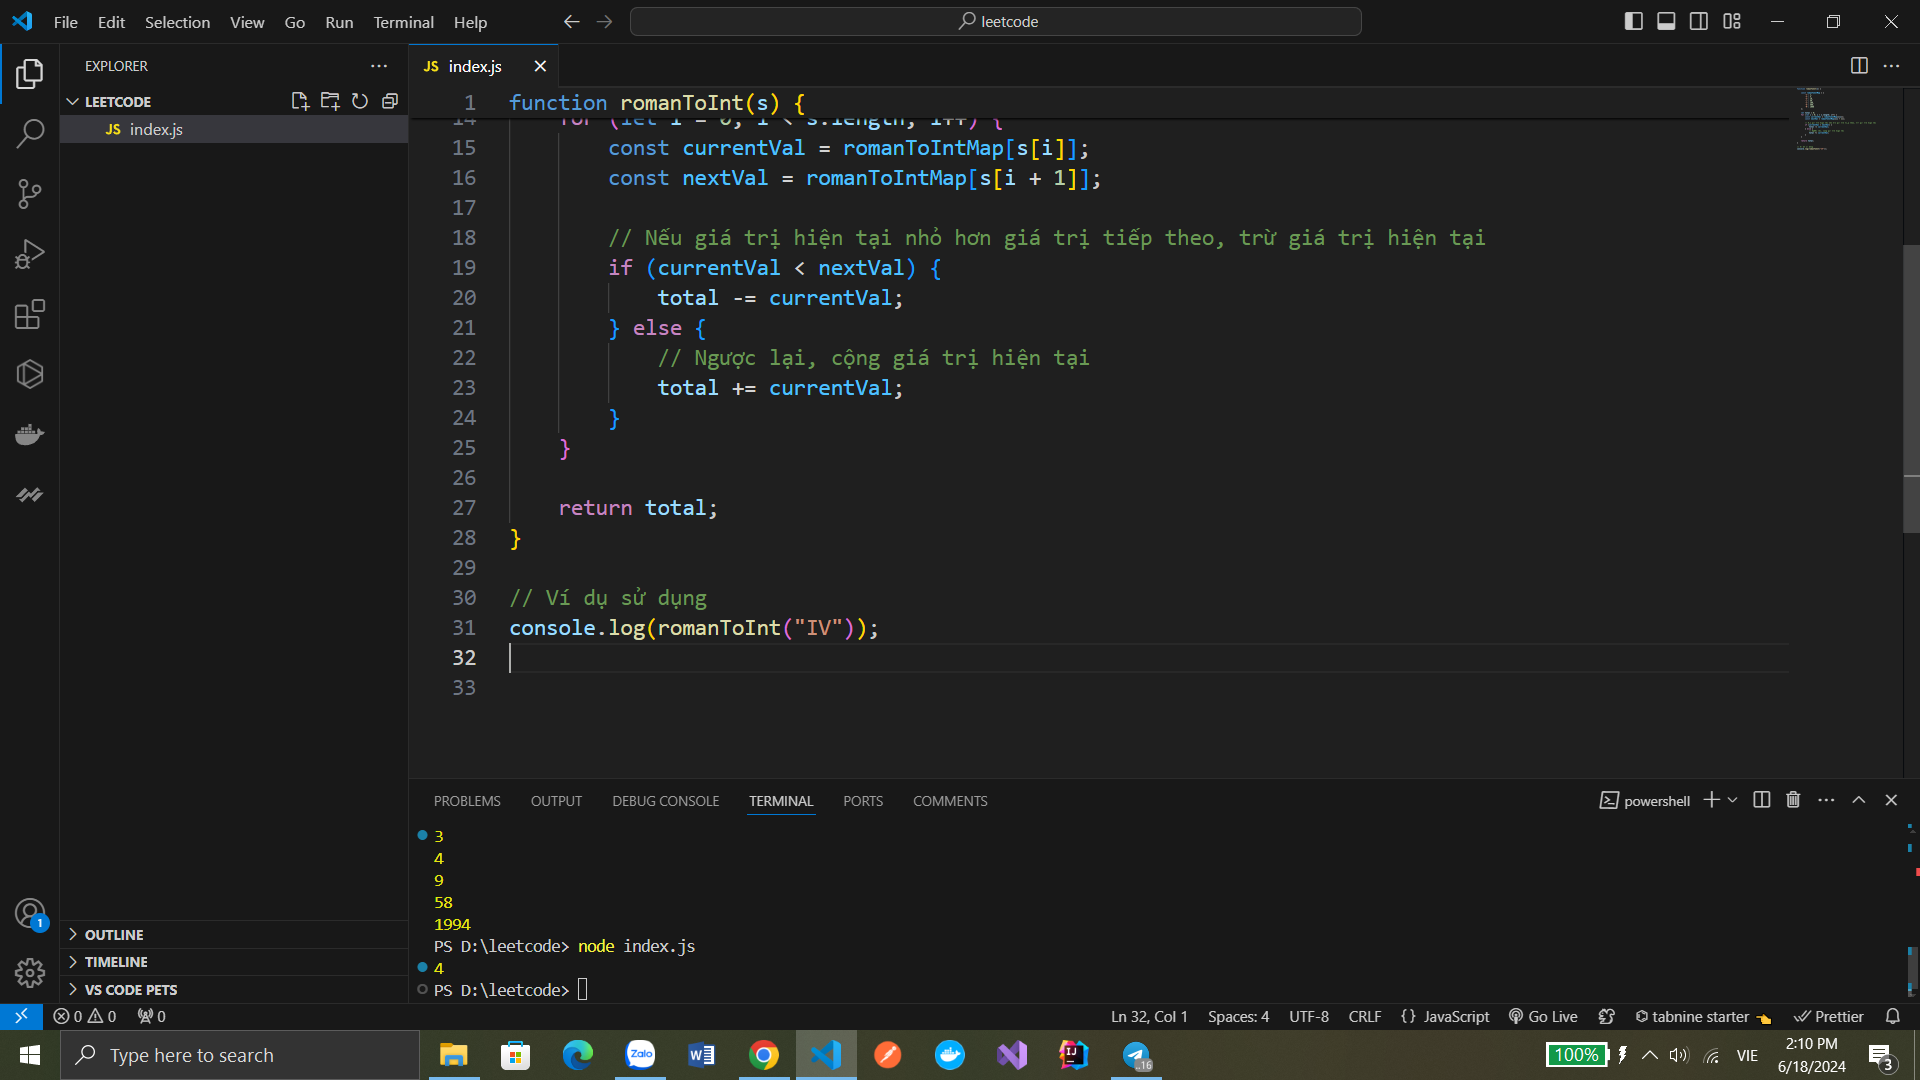 File Edit Selection View Go Run Terminal Help
leetcode
EXPLORER
LEETCODE
JS index.js
OUTLINE
TIMELINE
VS CODE PETS
1
JS index.js
1 function romanToInt(s) {
14 for (let i = 0; i < s.length; i++) {
15 const currentVal = romanToIntMap[s[i]];
16 const nextVal = romanToIntMap[s[i + 1]];
17
18 // Nếu giá trị hiện tại nhỏ hơn giá trị tiếp theo, trừ giá trị hiện tại
19 if (currentVal < nextVal) {
20 total -= currentVal;
21 } else {
22 // Ngược lại, cộng giá trị hiện tại
23 total += currentVal;
24 }
25 }
26
27 return total;
28 }
29
30 // Ví dụ sử dụng
31 console.log(romanToInt("IV"));
32
33
PROBLEMS OUTPUT DEBUG CONSOLE TERMINAL PORTS COMMENTS
powershell
3
4
9
58
1994
PS D:\leetcode> node index.js
4
PS D:\leetcode>
0 0 0
Ln 32, Col 1 Spaces: 4 UTF-8 CRLF {} JavaScript Go Live tabnine starter Prettier
Type here to search
Zalo
..16
100%
VIE
2:10 PM
6/18/2024
3